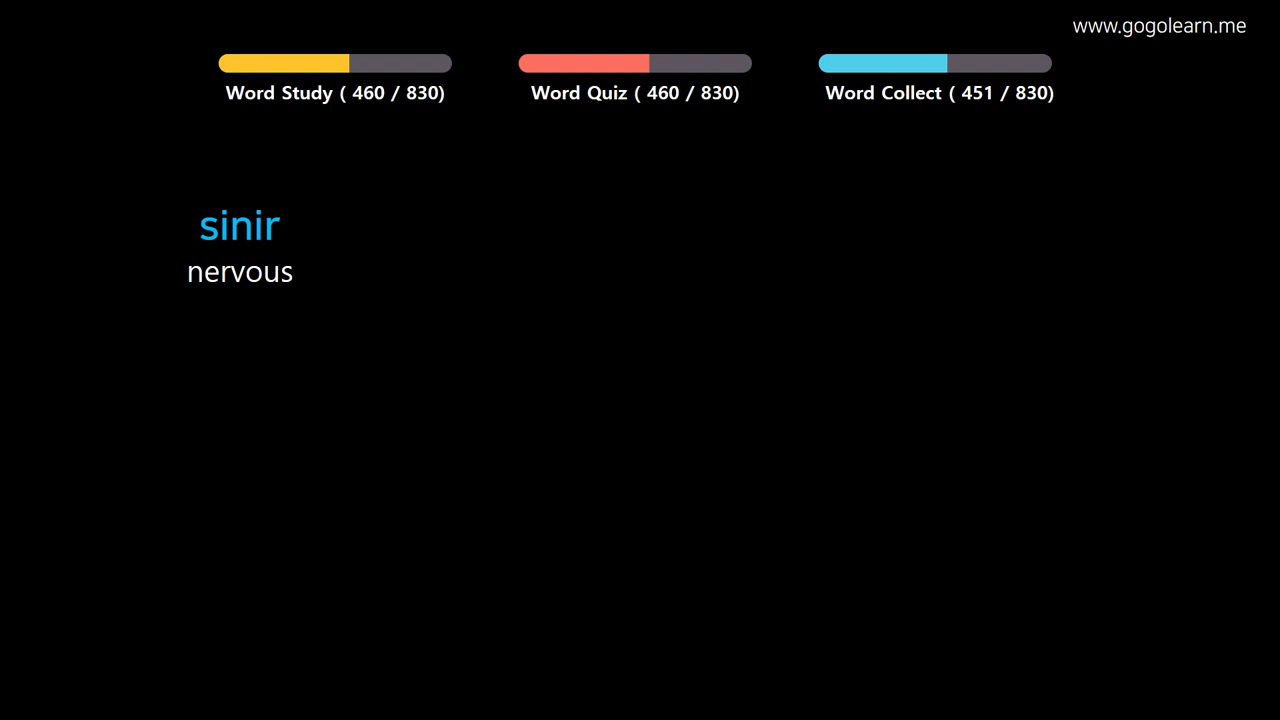 www.gogolearn.me
Word Study ( 460 / 830)
Word Quiz ( 460 / 830)
Word Collect ( 451 / 830)
sinir
nervous